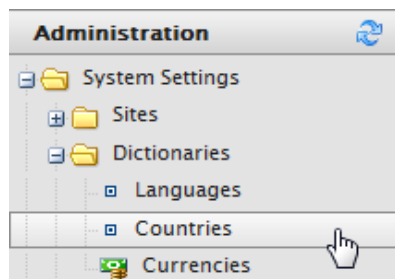 Administration
System Settings
Sites
Dictionaries
Languages
Countries
Currencies